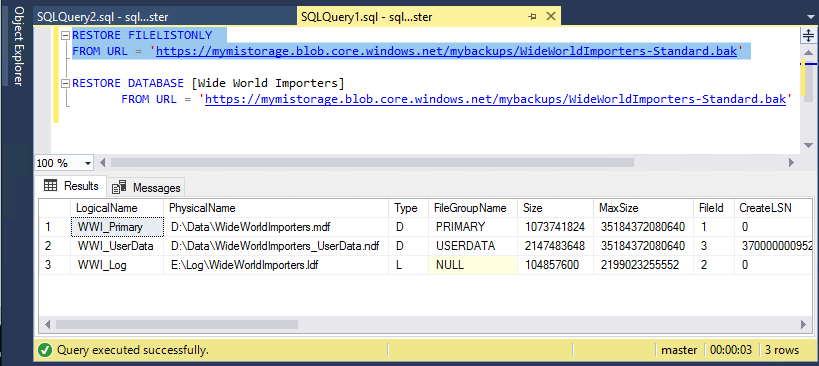 SQLQuery2.sql - sql...ster SQLQuery1.sql - sql...ster
Object Explorer
RESTORE FILELISTONLY
FROM URL = 'https://mymistorage.blob.core.windows.net/mybackups/WideWorldImporters-Standard.bak'
RESTORE DATABASE [Wide World Importers]
FROM URL = 'https://mymistorage.blob.core.windows.net/mybackups/WideWorldImporters-Standard.bak'
100 %
Results Messages
LogicalName PhysicalName Type FileGroupName Size MaxSize FileId CreateLSN
1 WWI_Primary D:\Data\WideWorldImporters.mdf D PRIMARY 1073741824 35184372080640 1 0
2 WWI_UserData D:\Data\WideWorldImporters_UserData.ndf D USERDATA 2147483648 35184372080640 3 370000000952
3 WWI_Log E:\Log\WideWorldImporters.ldf L NULL 104857600 2199023255552 2 0
Query executed successfully. master 00:00:03 3 rows